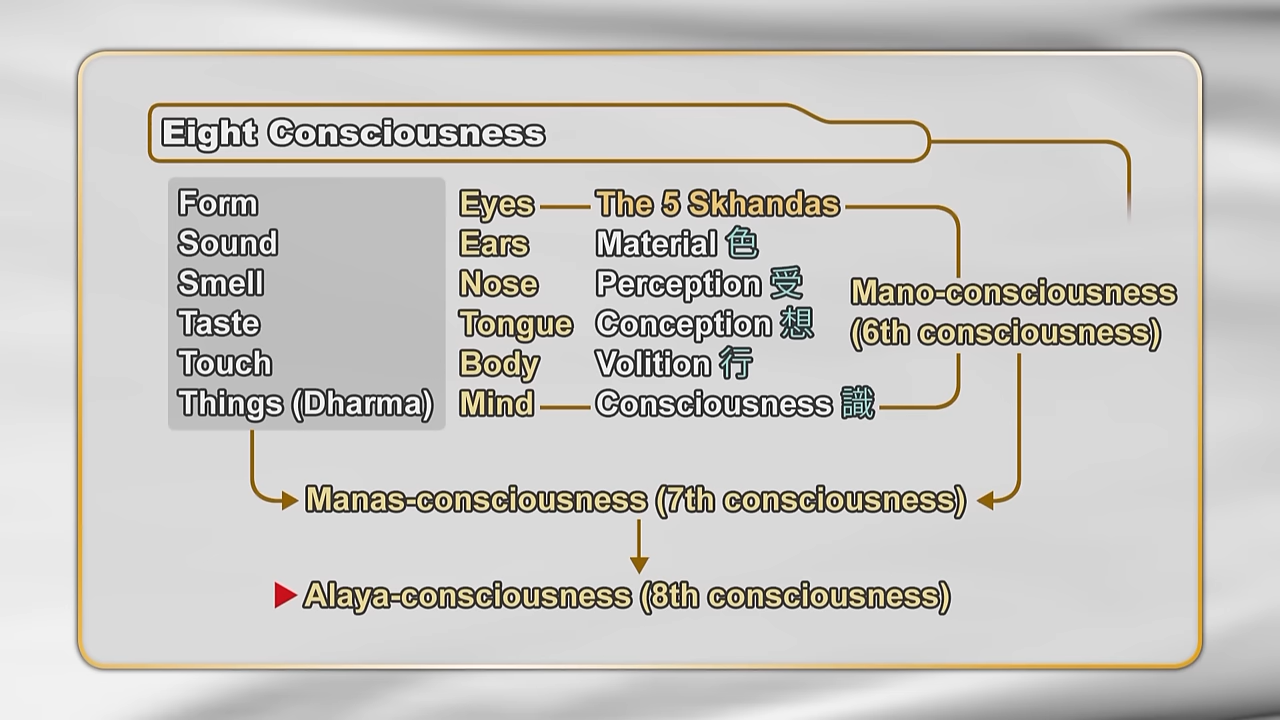 Eight Consciousness
Form Eyes The 5 Skhandas
Sound Ears Material 色
Smell Nose Perception 受
Taste Tongue Conception 想
Touch Body Volition 行
Things (Dharma) Mind Consciousness 識
Mano-consciousness
(6th consciousness)
Manas-consciousness (7th consciousness)
Alaya-consciousness (8th consciousness)